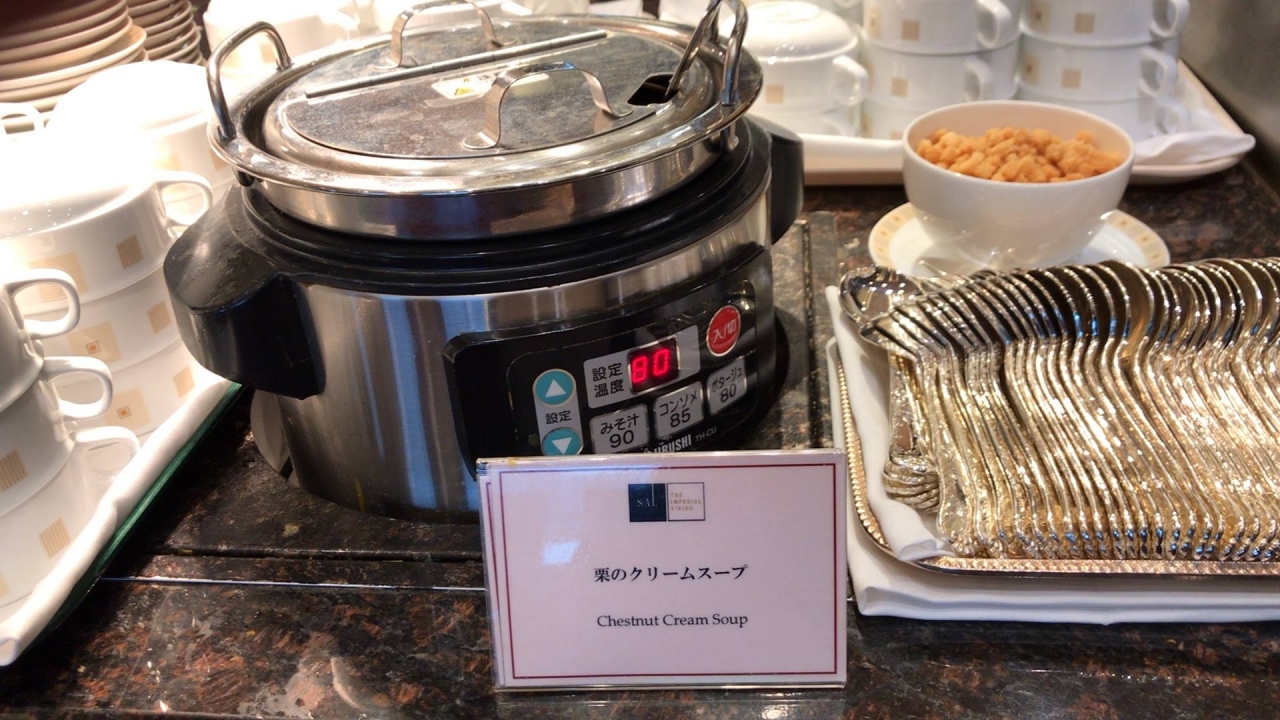 入/切
設定
温度
80
設定
みそ汁
90
コンソメ
85
ポタージュ
80
TH-CU
SAL
THE
IMPERIAL
VIKING
栗のクリームスープ
Chestnut Cream Soup